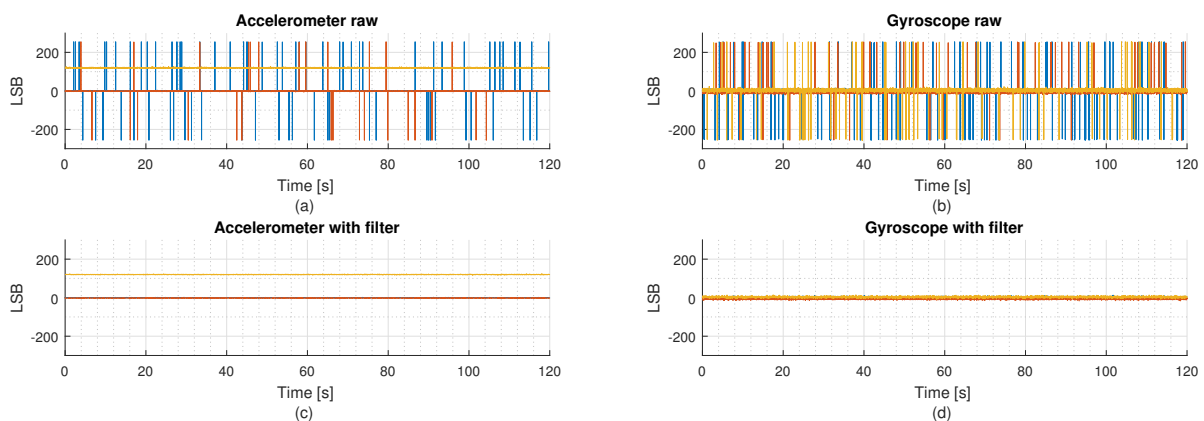 Accelerometer raw
LSB
200
0
-200
0 20 40 60 80 100 120
Time [s]
(a)
Gyroscope raw
LSB
200
0
-200
0 20 40 60 80 100 120
Time [s]
(b)
Accelerometer with filter
LSB
200
0
-200
0 20 40 60 80 100 120
Time [s]
(c)
Gyroscope with filter
LSB
200
0
-200
0 20 40 60 80 100 120
Time [s]
(d)